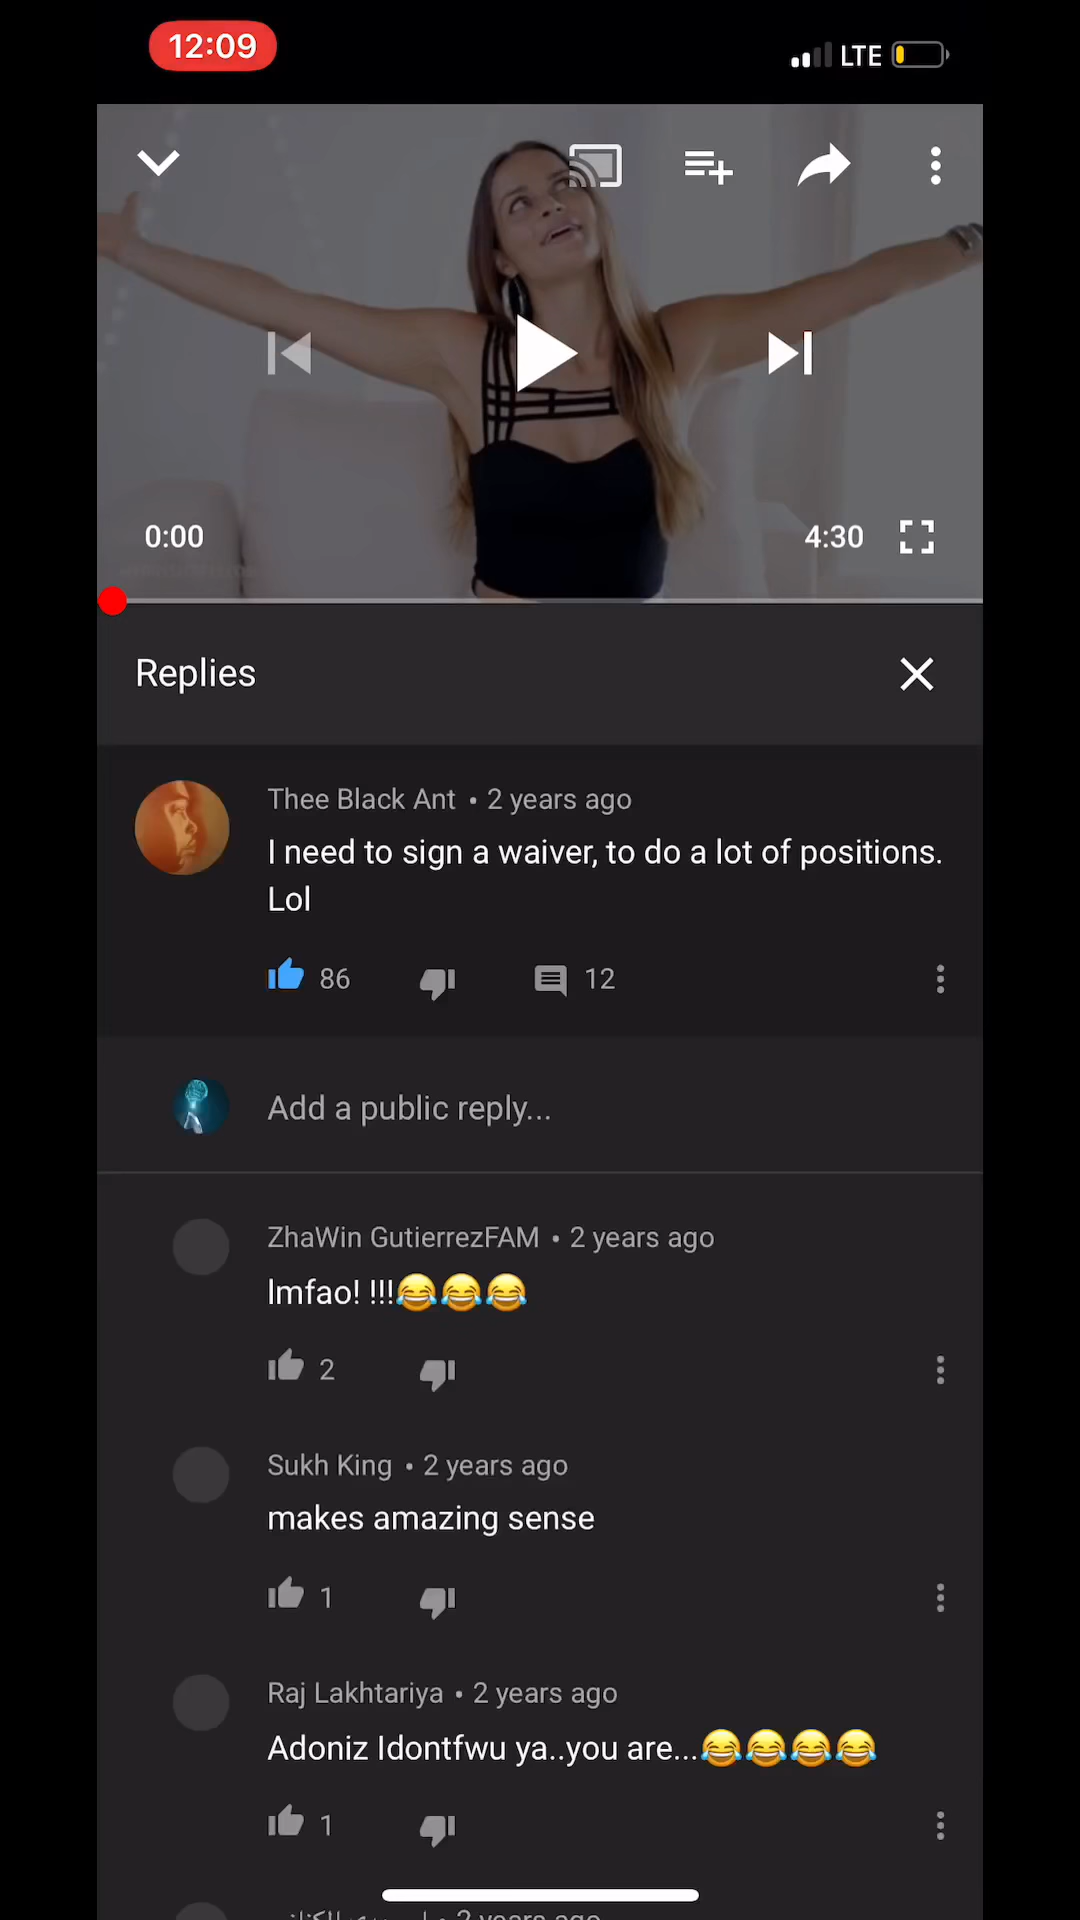 12:09
LTE
0:00
4:30
Replies
Thee Black Ant • 2 years ago
I need to sign a waiver, to do a lot of positions.
Lol
86
12
Add a public reply...
ZhaWin GutierrezFAM • 2 years ago
lmfao! !!!😂😂😂
2
Sukh King • 2 years ago
makes amazing sense
1
Raj Lakhtariya • 2 years ago
Adoniz Idontfwu ya..you are...😂😂😂😂
1
• 2 years ago